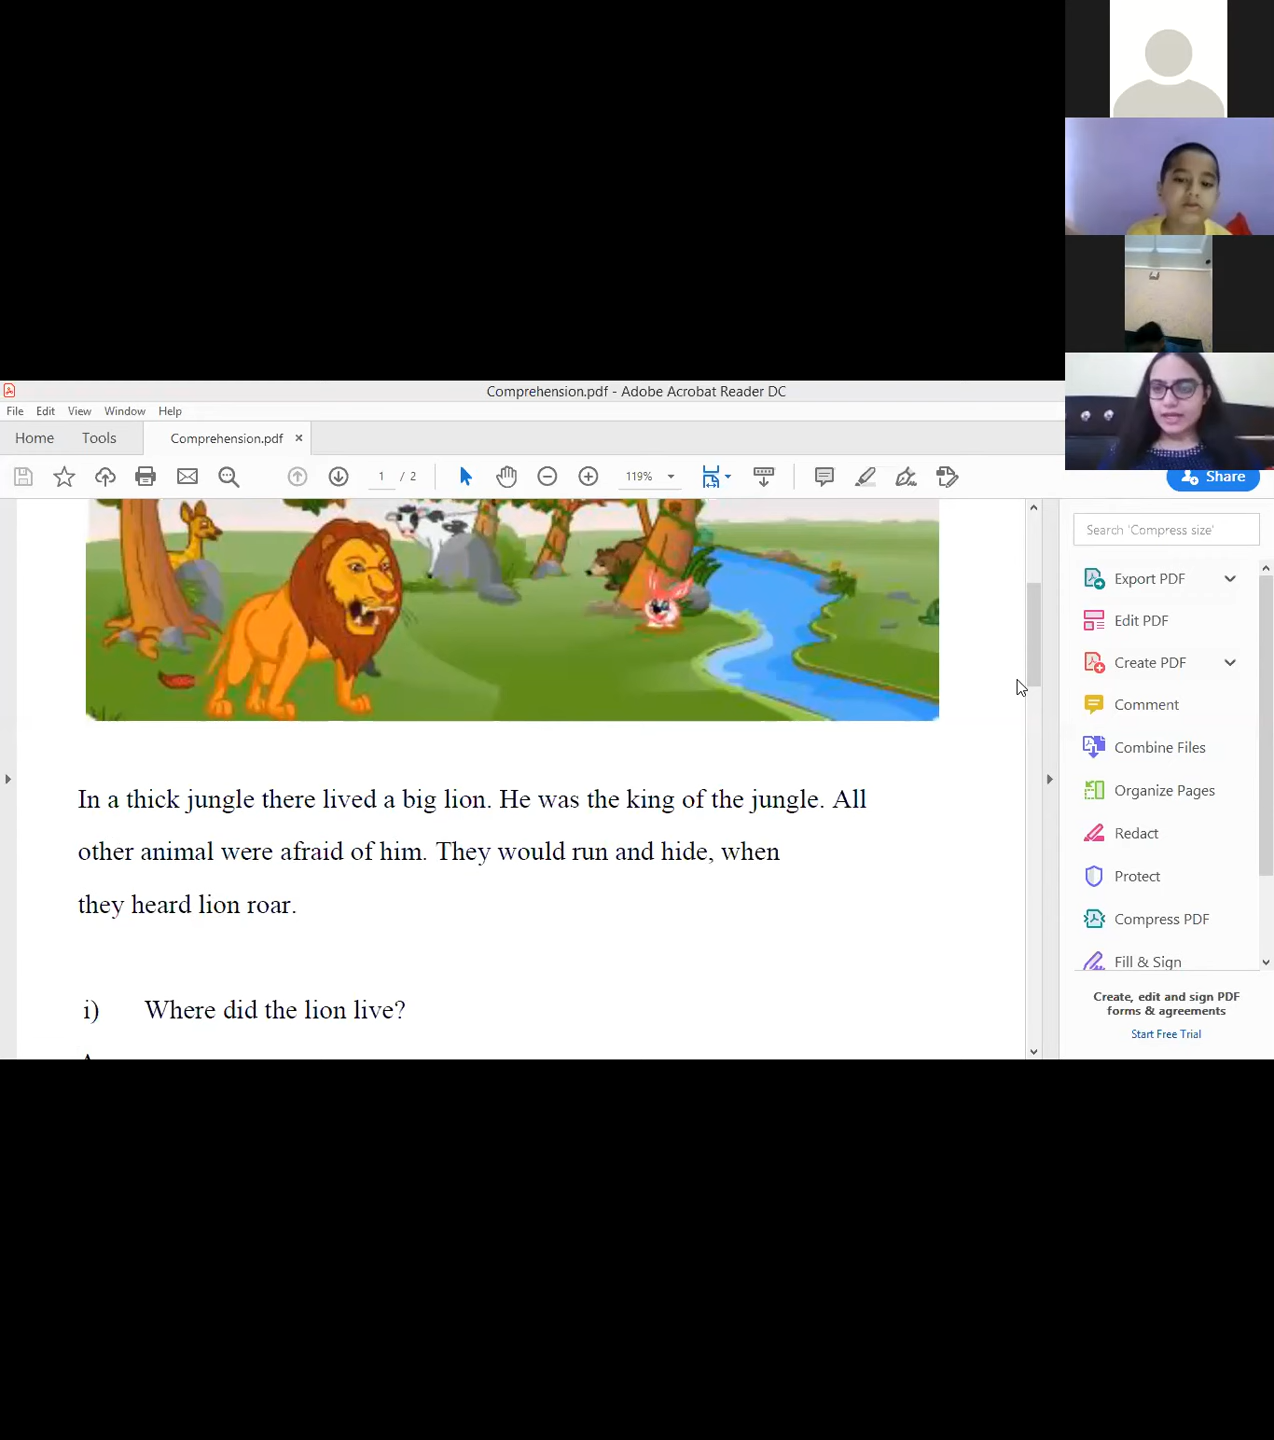 Comprehension.pdf - Adobe Acrobat Reader DC
File Edit View Window Help
Home Tools Comprehension.pdf ×
1 / 2 119% Share
Search 'Compress size'
Export PDF
Edit PDF
Create PDF
Comment
Combine Files
Organize Pages
Redact
Protect
Compress PDF
Fill & Sign
Create, edit and sign PDF
forms & agreements
Start Free Trial
In a thick jungle there lived a big lion. He was the king of the jungle. All
other animal were afraid of him. They would run and hide, when
they heard lion roar.
i) Where did the lion live?